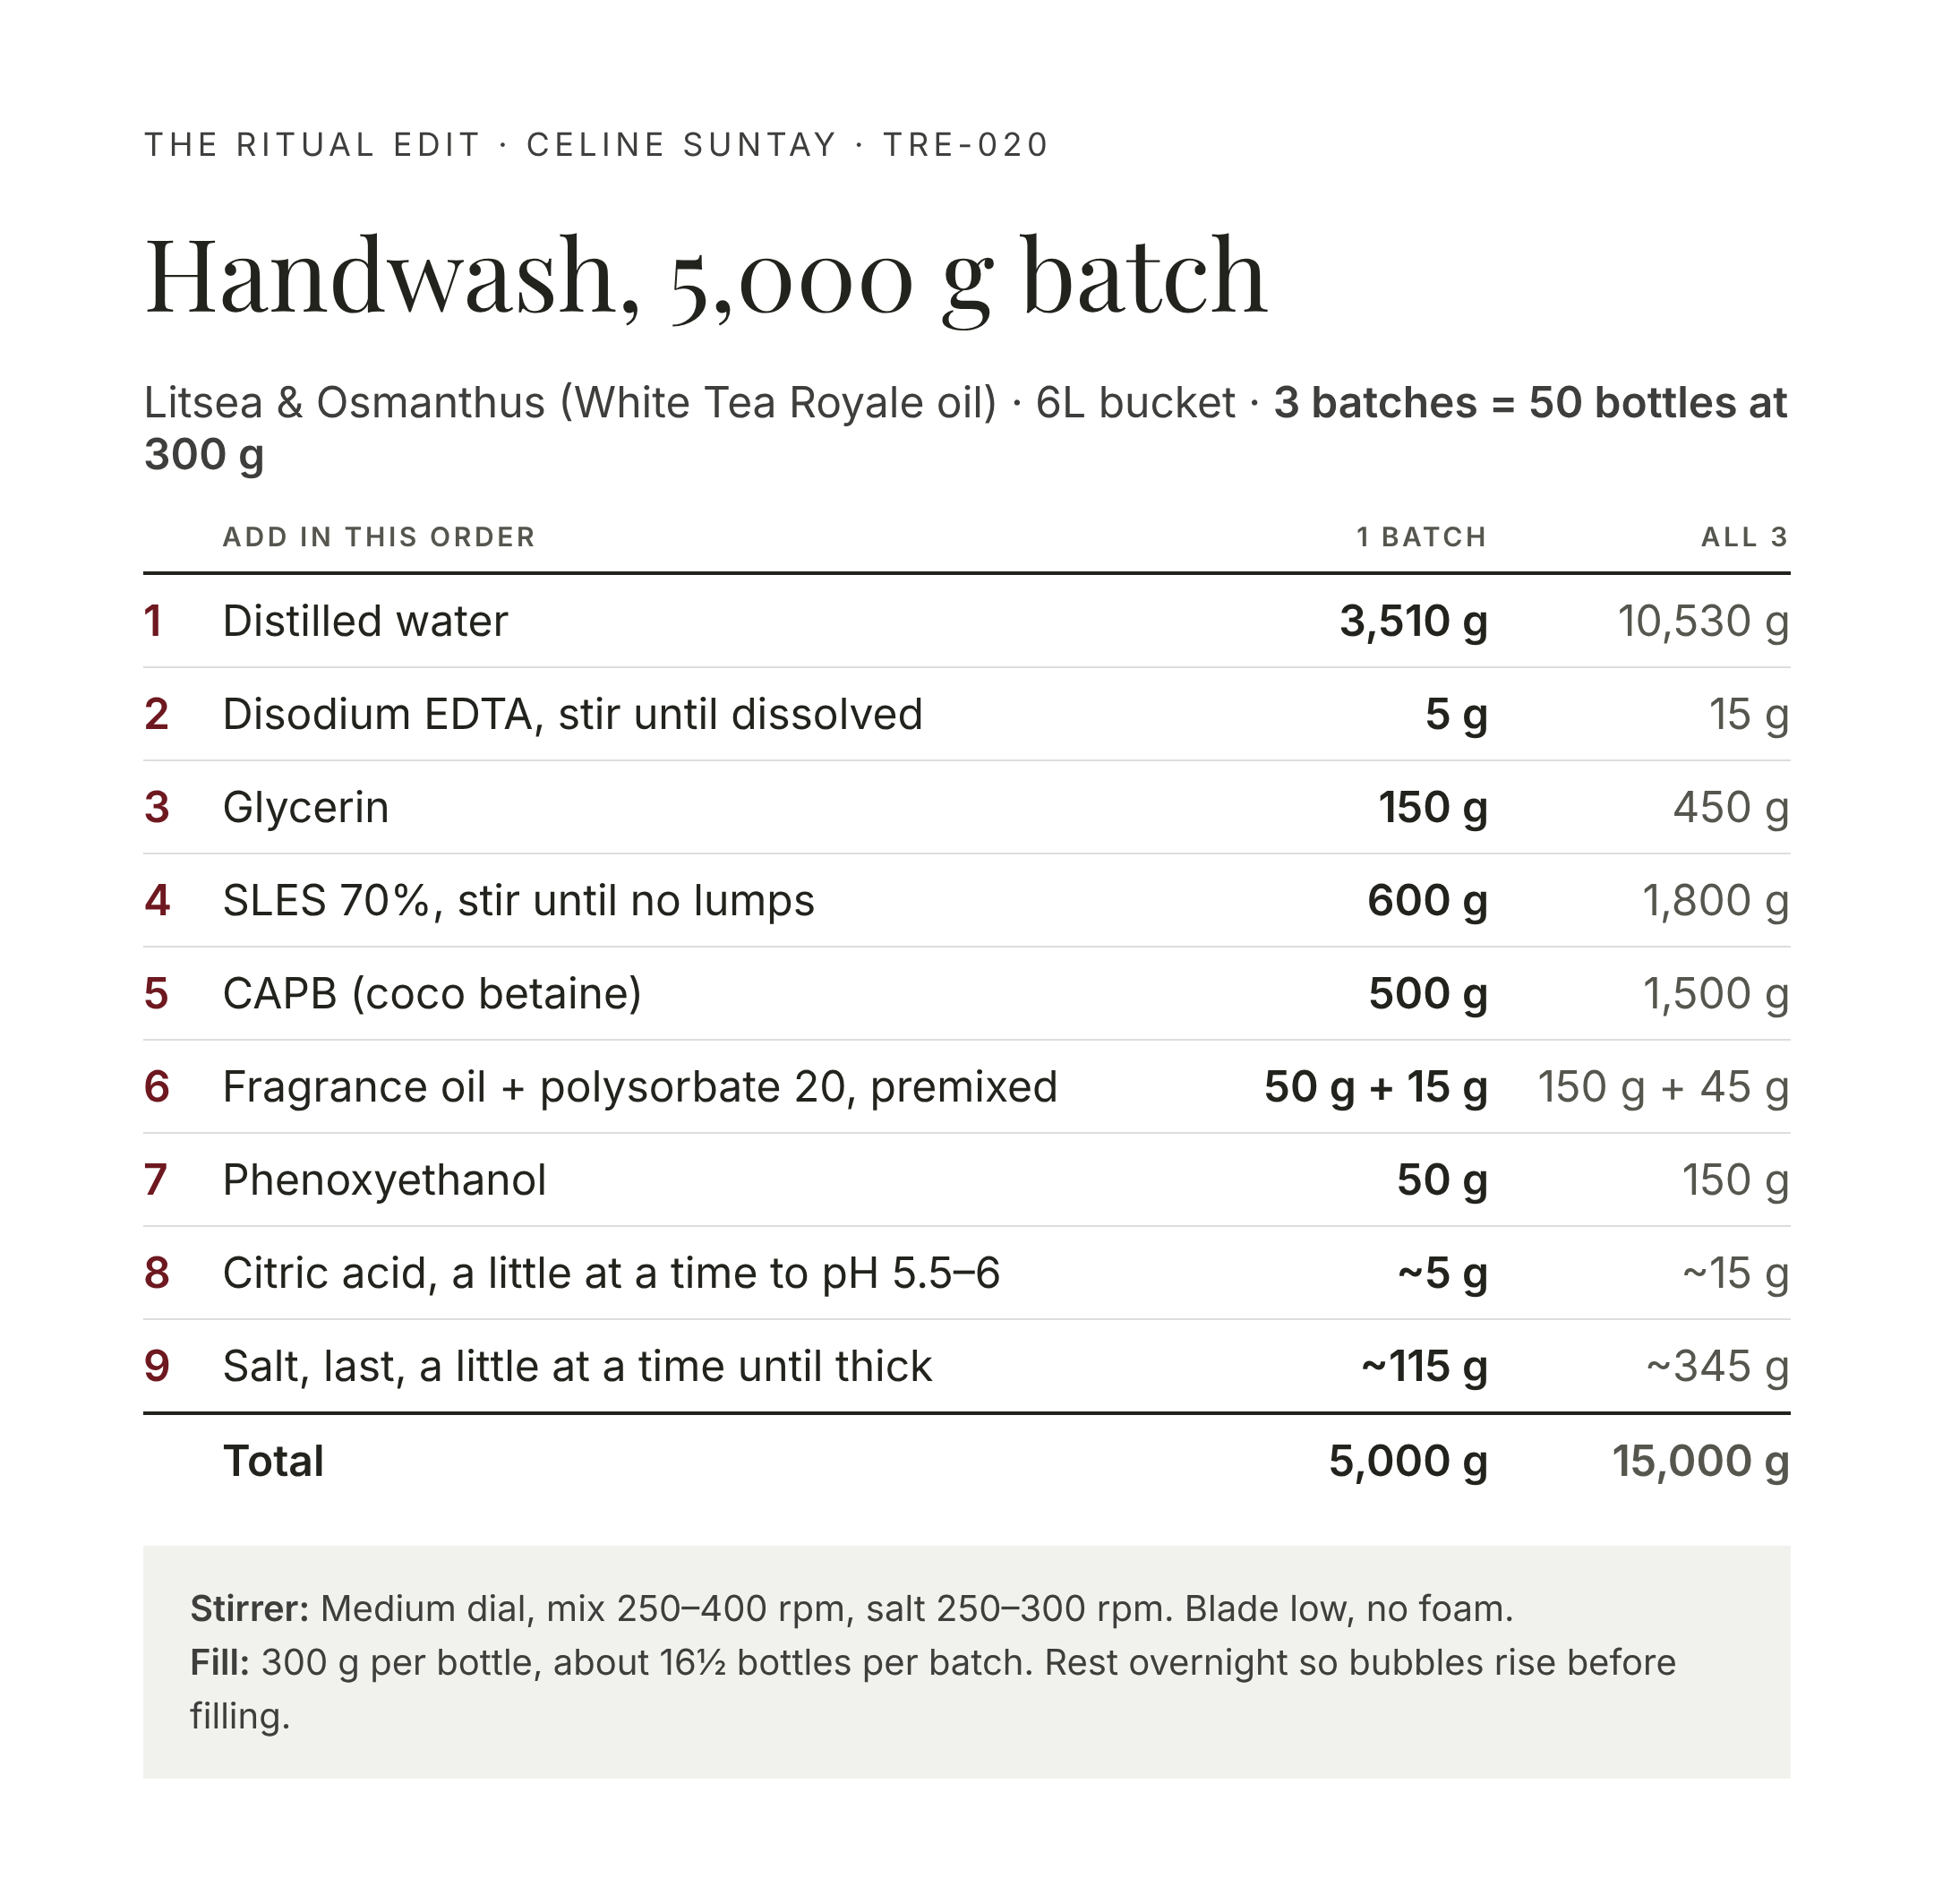 THE RITUAL EDIT · CELINE SUNTAY · TRE-020
Handwash, 5,000 g batch
Litsea & Osmanthus (White Tea Royale oil) · 6L bucket · 3 batches = 50 bottles at
300 g
ADD IN THIS ORDER 1 BATCH ALL 3
1 Distilled water 3,510 g 10,530 g
2 Disodium EDTA, stir until dissolved 5 g 15 g
3 Glycerin 150 g 450 g
4 SLES 70%, stir until no lumps 600 g 1,800 g
5 CAPB (coco betaine) 500 g 1,500 g
6 Fragrance oil + polysorbate 20, premixed 50 g + 15 g 150 g + 45 g
7 Phenoxyethanol 50 g 150 g
8 Citric acid, a little at a time to pH 5.5–6 ~5 g ~15 g
9 Salt, last, a little at a time until thick ~115 g ~345 g
Total 5,000 g 15,000 g
Stirrer: Medium dial, mix 250–400 rpm, salt 250–300 rpm. Blade low, no foam.
Fill: 300 g per bottle, about 16½ bottles per batch. Rest overnight so bubbles rise before
filling.